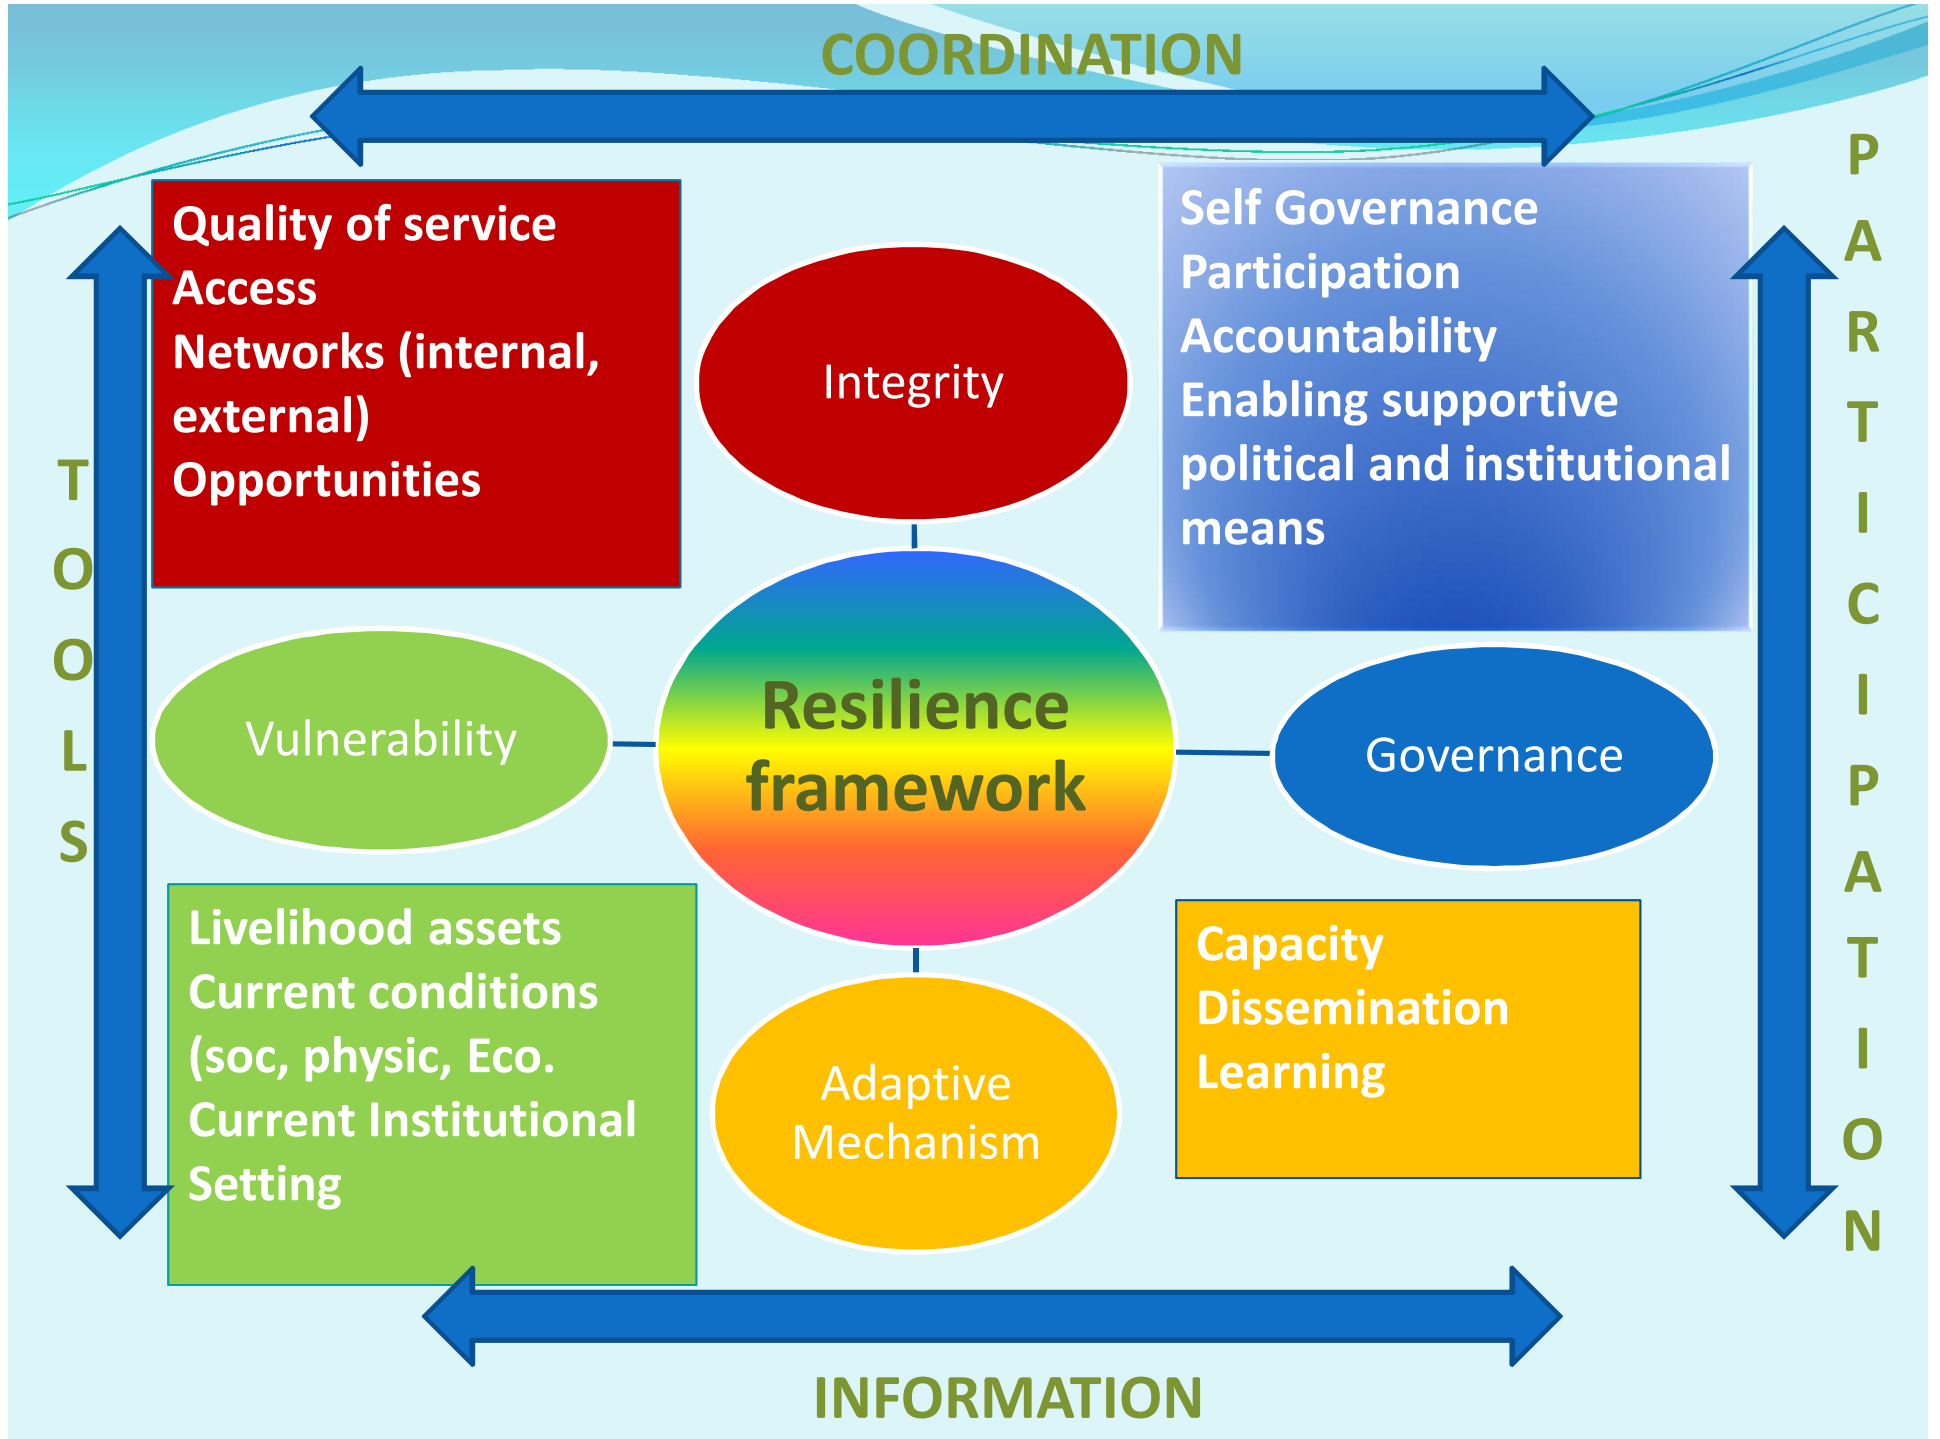 COORDINATION
Quality of service
Access
Networks (internal,
external)
Opportunities
Integrity
Self Governance
Participation
Accountability
Enabling supportive
political and institutional
means
TOOLS
PARTICIPATION
Vulnerability
Resilience
framework
Governance
Livelihood assets
Current conditions
(soc, physic, Eco.
Current Institutional
Setting
Adaptive
Mechanism
Capacity
Dissemination
Learning
INFORMATION